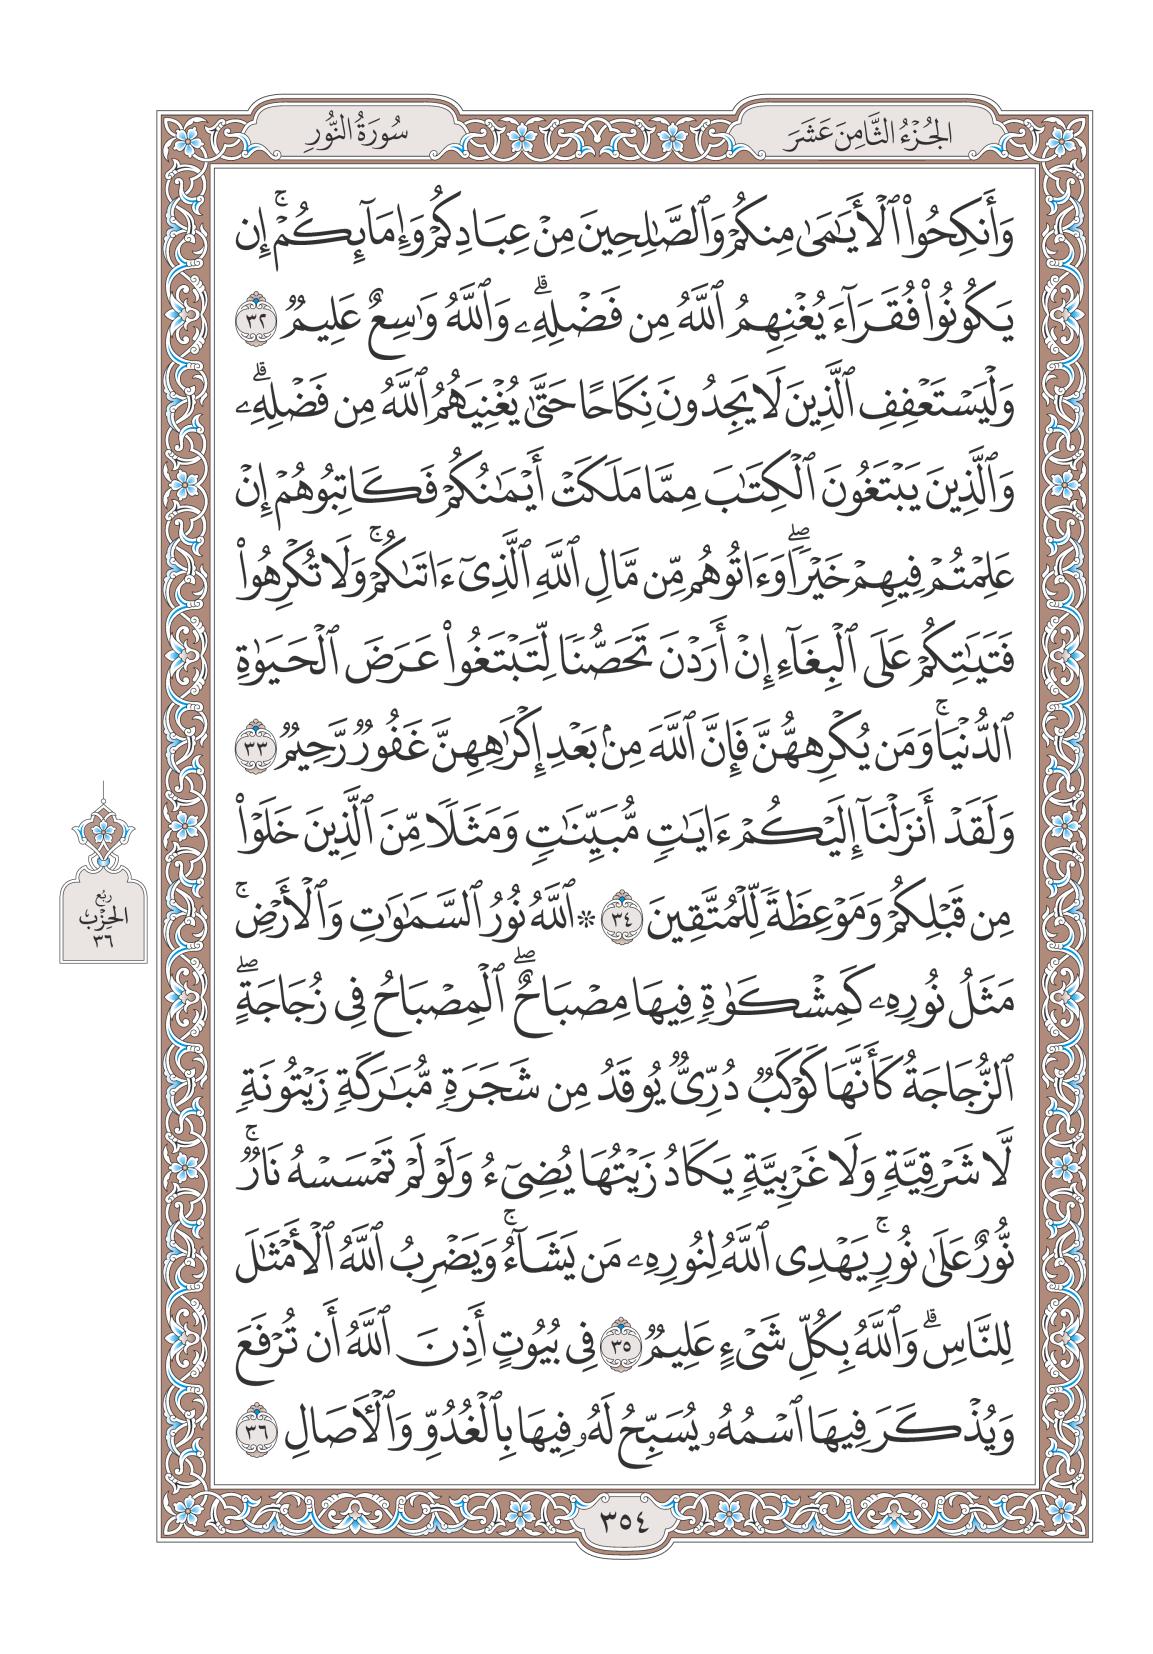 الجُزْءُ الثَّامِنَ عَشَرَ
سُورَةُ النُّورِ
وَأَنكِحُوا۟ ٱلْأَيَـٰمَىٰ مِنكُمْ وَٱلصَّـٰلِحِينَ مِنْ عِبَادِكُمْ وَإِمَآئِكُمْ ۚ إِن
يَكُونُوا۟ فُقَرَآءَ يُغْنِهِمُ ٱللَّهُ مِن فَضْلِهِۦ ۗ وَٱللَّهُ وَٰسِعٌ عَلِيمٌ ٣٢
وَلْيَسْتَعْفِفِ ٱلَّذِينَ لَا يَجِدُونَ نِكَاحًا حَتَّىٰ يُغْنِيَهُمُ ٱللَّهُ مِن فَضْلِهِۦ ۗ
وَٱلَّذِينَ يَبْتَغُونَ ٱلْكِتَـٰبَ مِمَّا مَلَكَتْ أَيْمَـٰنُكُمْ فَكَاتِبُوهُمْ إِنْ
عَلِمْتُمْ فِيهِمْ خَيْرًا ۖ وَءَاتُوهُم مِّن مَّالِ ٱللَّهِ ٱلَّذِىٓ ءَاتَىٰكُمْ ۚ وَلَا تُكْرِهُوا۟
فَتَيَـٰتِكُمْ عَلَى ٱلْبِغَآءِ إِنْ أَرَدْنَ تَحَصُّنًا لِّتَبْتَغُوا۟ عَرَضَ ٱلْحَيَوٰةِ
ٱلدُّنْيَا ۚ وَمَن يُكْرِههُّنَّ فَإِنَّ ٱللَّهَ مِنۢ بَعْدِ إِكْرَٰهِهِنَّ غَفُورٌ رَّحِيمٌ ٣٣
وَلَقَدْ أَنزَلْنَآ إِلَيْكُمْ ءَايَـٰتٍ مُّبَيِّنَـٰتٍ وَمَثَلًا مِّنَ ٱلَّذِينَ خَلَوْا۟
مِن قَبْلِكُمْ وَمَوْعِظَةً لِّلْمُتَّقِينَ ٣٤ ۞ ٱللَّهُ نُورُ ٱلسَّمَـٰوَٰتِ وَٱلْأَرْضِ ۚ
مَثَلُ نُورِهِۦ كَمِشْكَوٰةٍ فِيهَا مِصْبَاحٌ ۖ ٱلْمِصْبَاحُ فِى زُجَاجَةٍ ۖ
ٱلزُّجَاجَةُ كَأَنَّهَا كَوْكَبٌ دُرِّىٌّ يُوقَدُ مِن شَجَرَةٍ مُّبَـٰرَكَةٍ زَيْتُونَةٍ
لَّا شَرْقِيَّةٍ وَلَا غَرْبِيَّةٍ يَكَادُ زَيْتُهَا يُضِىٓءُ وَلَوْ لَمْ تَمْسَسْهُ نَارٌ ۚ
نُّورٌ عَلَىٰ نُورٍ ۗ يَهْدِى ٱللَّهُ لِنُورِهِۦ مَن يَشَآءُ ۚ وَيَضْرِبُ ٱللَّهُ ٱلْأَمْثَـٰلَ
لِلنَّاسِ ۗ وَٱللَّهُ بِكُلِّ شَىْءٍ عَلِيمٌ ٣٥ فِى بُيُوتٍ أَذِنَ ٱللَّهُ أَن تُرْفَعَ
وَيُذْكَرَ فِيهَا ٱسْمُهُۥ يُسَبِّحُ لَهُۥ فِيهَا بِٱلْغُدُوِّ وَٱلْـَٔاصَالِ ٣٦
رُبْع
الحِزْب
٣٦
٣٥٤